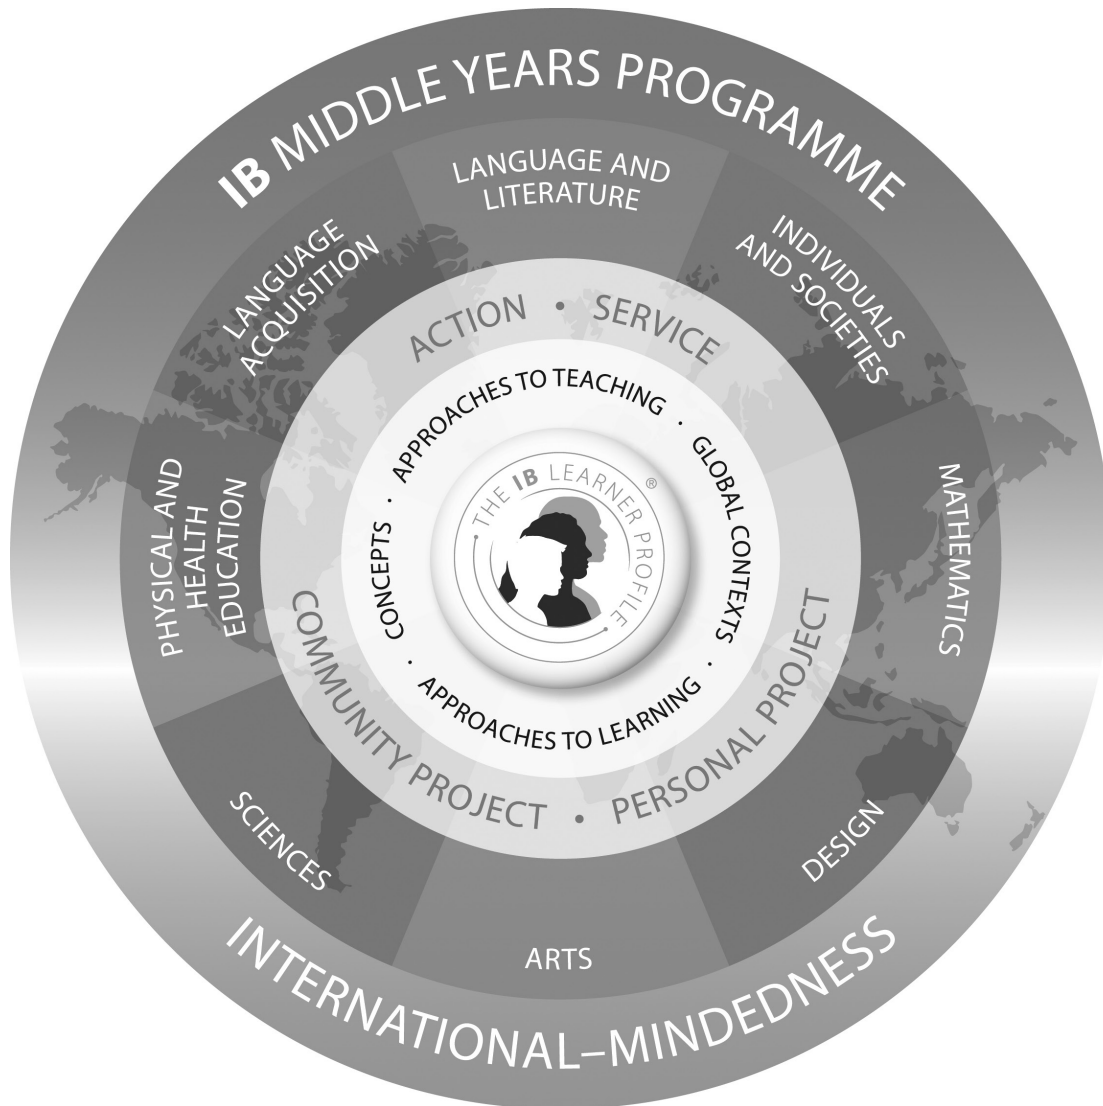 IB MIDDLE YEARS PROGRAMME
LANGUAGE AND
LITERATURE
INDIVIDUALS
AND SOCIETIES
MATHEMATICS
DESIGN
ARTS
SCIENCES
PHYSICAL AND
HEALTH
EDUCATION
LANGUAGE
ACQUISITION
ACTION • SERVICE
PERSONAL PROJECT
• COMMUNITY PROJECT
APPROACHES TO TEACHING ·
GLOBAL CONTEXTS ·
APPROACHES TO LEARNING ·
CONCEPTS ·
• THE IB LEARNER PROFILE •
®
INTERNATIONAL–MINDEDNESS